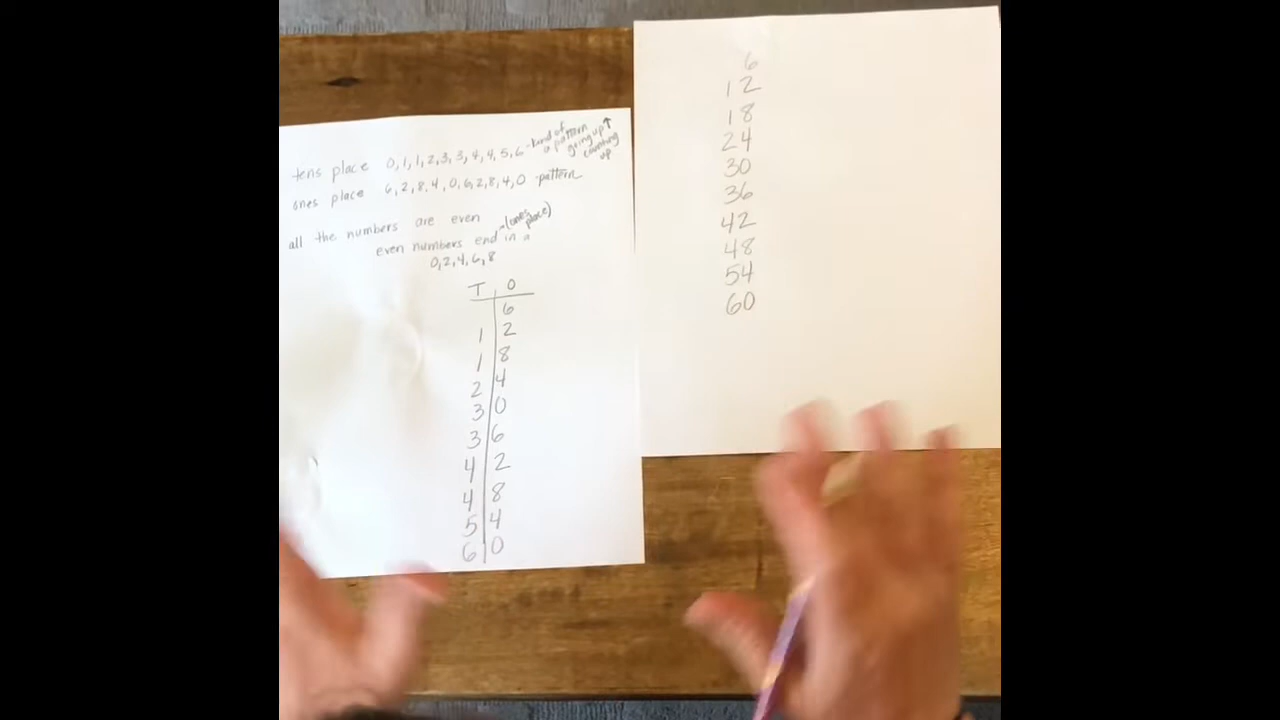 tens place 0,1,1,2,3,3,4,4,5,6 - kind of
a pattern
going up ↑
counting
up
ones place 6,2,8,4,0,6,2,8,4,0 - pattern
all the numbers are even
even numbers end in a - (ones
place)
0,2,4,6,8
T O
6
1 2
1 8
2 4
3 0
3 6
4 2
4 8
5 4
6 0
6
12
18
24
30
36
42
48
54
60